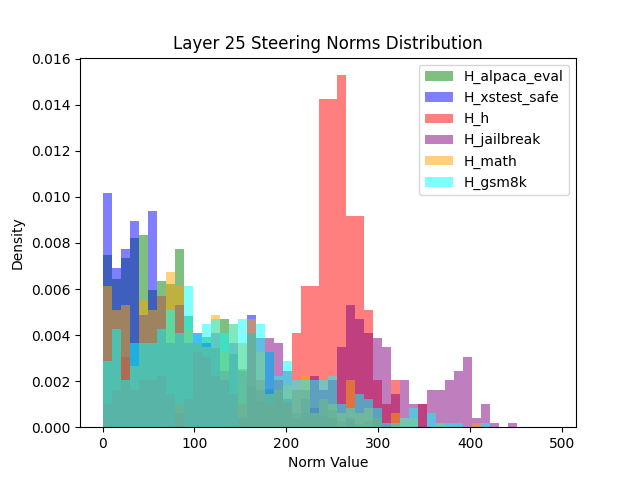 Layer 25 Steering Norms Distribution
0.016
0.014
0.012
0.010
0.008
0.006
0.004
0.002
0.000
Density
H_alpaca_eval
H_xstest_safe
H_h
H_jailbreak
H_math
H_gsm8k
0 100 200 300 400 500
Norm Value